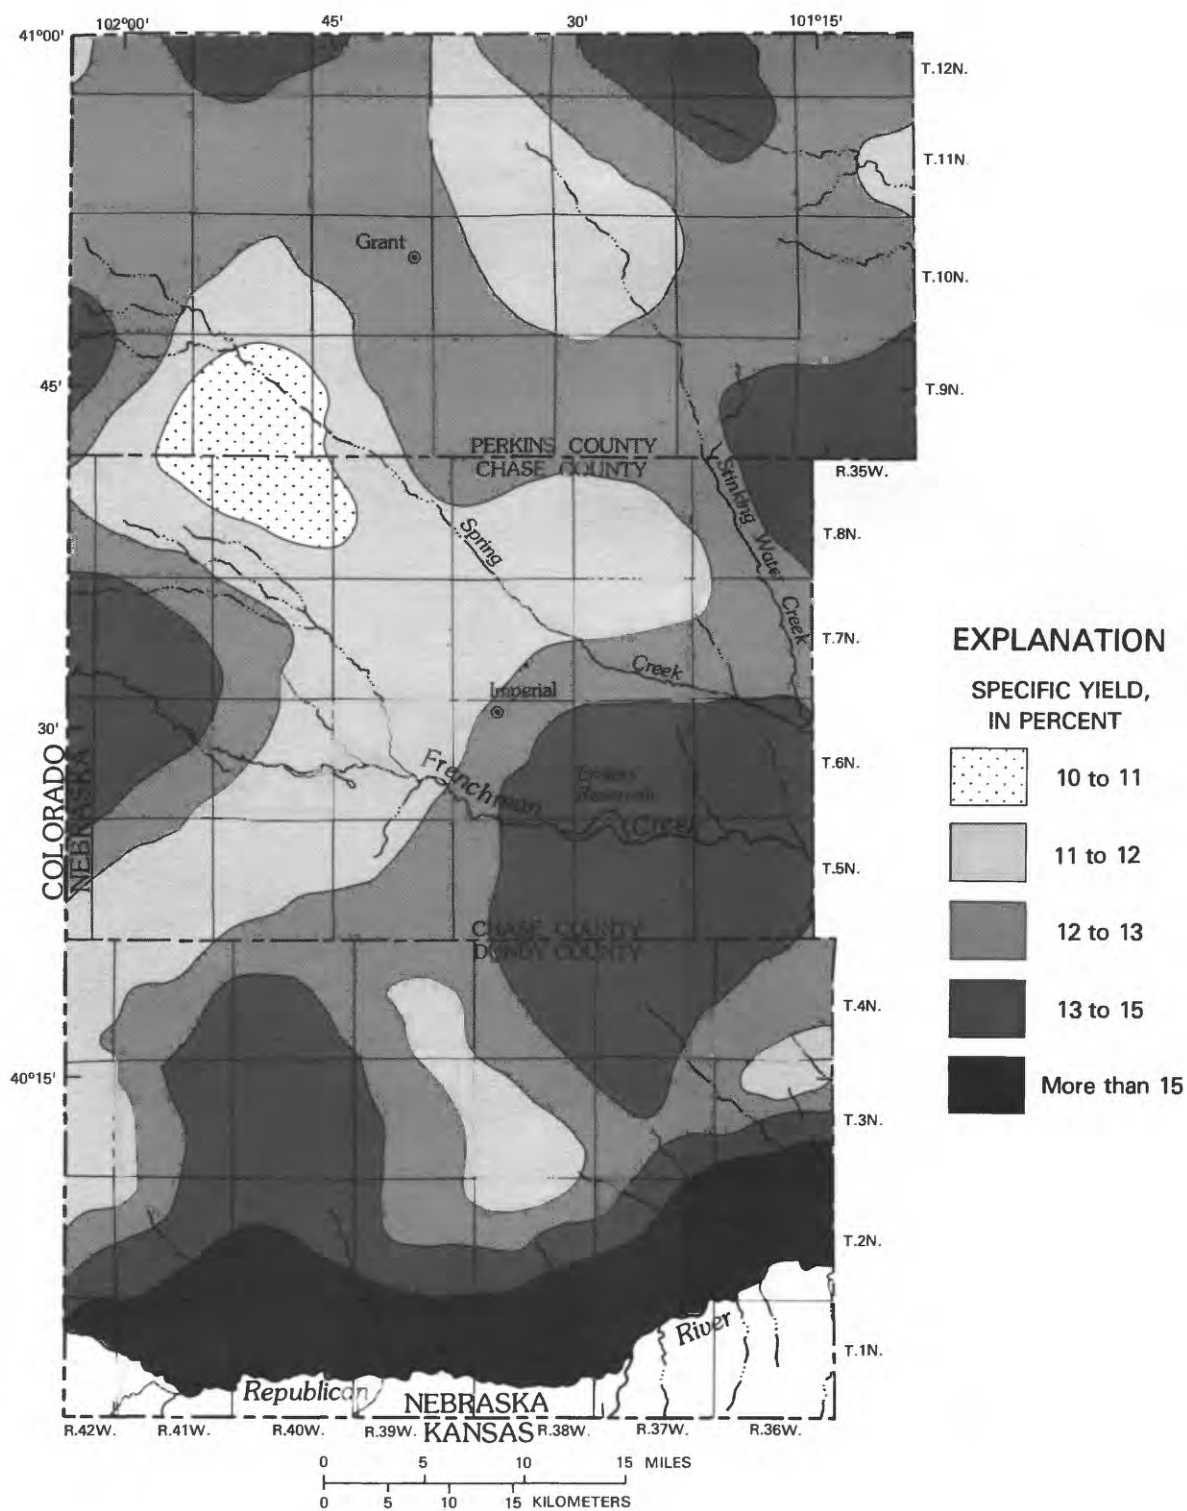 102°00' 45' 30' 101°15'
41°00'
T.12N.
T.11N.
Grant
T.10N.
45'
T.9N.
PERKINS COUNTY
CHASE COUNTY
R.35W.
Stinking Water Creek
Spring Creek
T.8N.
T.7N.
Imperial
30'
COLORADO
NEBRASKA
Frenchman Creek
Enders
Reservoir
T.6N.
T.5N.
CHASE COUNTY
DUNDY COUNTY
T.4N.
40°15'
T.3N.
T.2N.
T.1N.
Republican River
NEBRASKA
KANSAS
R.42W. R.41W. R.40W. R.39W. R.38W. R.37W. R.36W.
0 5 10 15 MILES
0 5 10 15 KILOMETERS
EXPLANATION
SPECIFIC YIELD,
IN PERCENT
10 to 11
11 to 12
12 to 13
13 to 15
More than 15